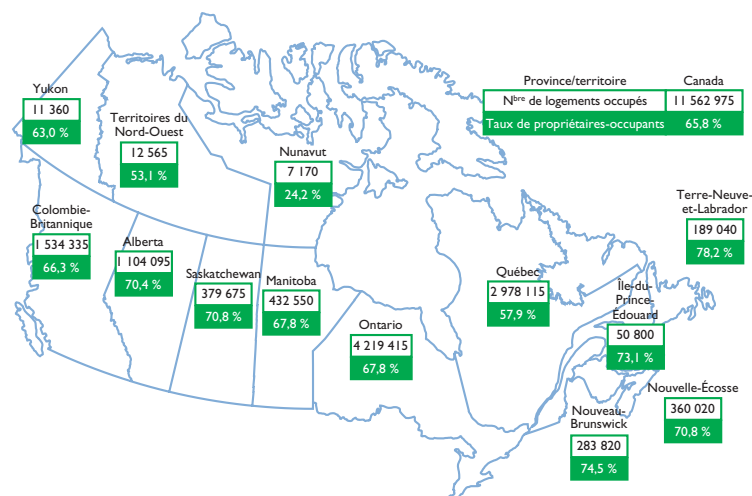 Yukon
11 360
63,0 %
Territoires du
Nord-Ouest
12 565
53,1 %
Nunavut
7 170
24,2 %
Province/territoire Canada
Nbre de logements occupés 11 562 975
Taux de propriétaires-occupants 65,8 %
Colombie-
Britannique
1 534 335
66,3 %
Alberta
1 104 095
70,4 %
Saskatchewan
379 675
70,8 %
Manitoba
432 550
67,8 %
Ontario
4 219 415
67,8 %
Québec
2 978 115
57,9 %
Terre-Neuve-
et-Labrador
189 040
78,2 %
Île-du-
Prince-
Édouard
50 800
73,1 %
Nouvelle-Écosse
360 020
70,8 %
Nouveau-
Brunswick
283 820
74,5 %